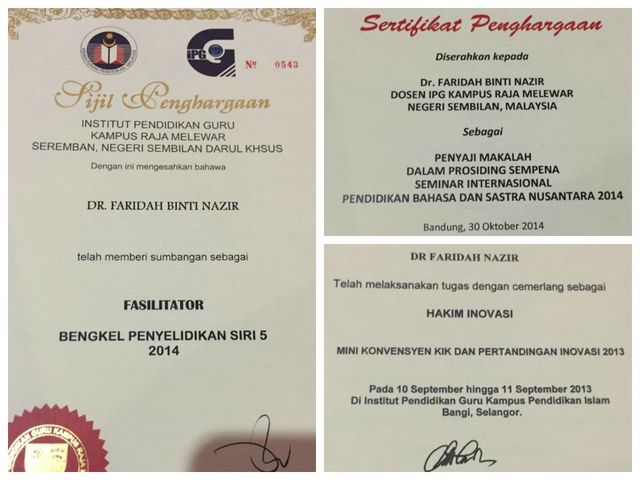 IPG
Nº 0543
Sijil Penghargaan
INSTITUT PENDIDIKAN GURU
KAMPUS RAJA MELEWAR
SEREMBAN, NEGERI SEMBILAN DARUL KHSUS
Dengan ini mengesahkan bahawa
DR. FARIDAH BINTI NAZIR
telah memberi sumbangan sebagai
FASILITATOR
BENGKEL PENYELIDIKAN SIRI 5
2014
Sertifikat Penghargaan
Diserahkan kepada
Dr. FARIDAH BINTI NAZIR
DOSEN IPG KAMPUS RAJA MELEWAR
NEGERI SEMBILAN, MALAYSIA
Sebagai
PENYAJI MAKALAH
DALAM PROSIDING SEMPENA
SEMINAR INTERNASIONAL
PENDIDIKAN BAHASA DAN SASTRA NUSANTARA 2014
Bandung, 30 Oktober 2014
DR FARIDAH NAZIR
Telah melaksanakan tugas dengan cemerlang sebagai
HAKIM INOVASI
MINI KONVENSYEN KIK DAN PERTANDINGAN INOVASI 2013
Pada 10 September hingga 11 September 2013
Di Institut Pendidikan Guru Kampus Pendidikan Islam
Bangi, Selangor.